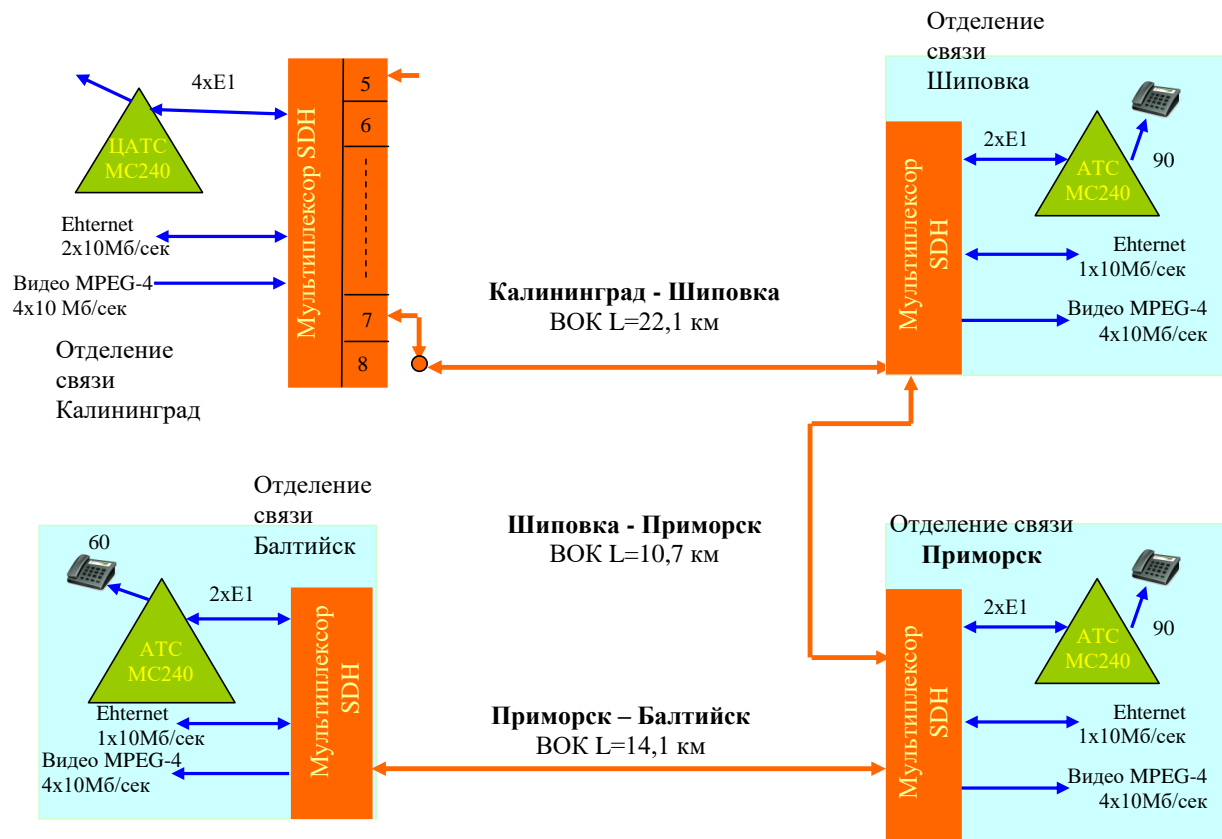 4xE1
ЦАТС
МС240
Ehternet
2x10Мб/сек
Видео MPEG-4
4x10 Мб/сек
Отделение
связи
Калининград
Мультиплексор SDH
5
6
7
8
Калининград - Шиповка
ВОК L=22,1 км
Отделение
связи
Шиповка
Мультиплексор
SDH
2xE1
90
АТС
МС240
Ehternet
1x10Мб/сек
Видео MPEG-4
4x10Мб/сек
Шиповка - Приморск
ВОК L=10,7 км
Отделение
связи
Балтийск
60
2xE1
АТС
МС240
Ehternet
1x10Мб/сек
Видео MPEG-4
4x10Мб/сек
Мультиплексор
SDH
Приморск – Балтийск
ВОК L=14,1 км
Отделение связи
Приморск
Мультиплексор
SDH
2xE1
90
АТС
МС240
Ehternet
1x10Мб/сек
Видео MPEG-4
4x10Мб/сек